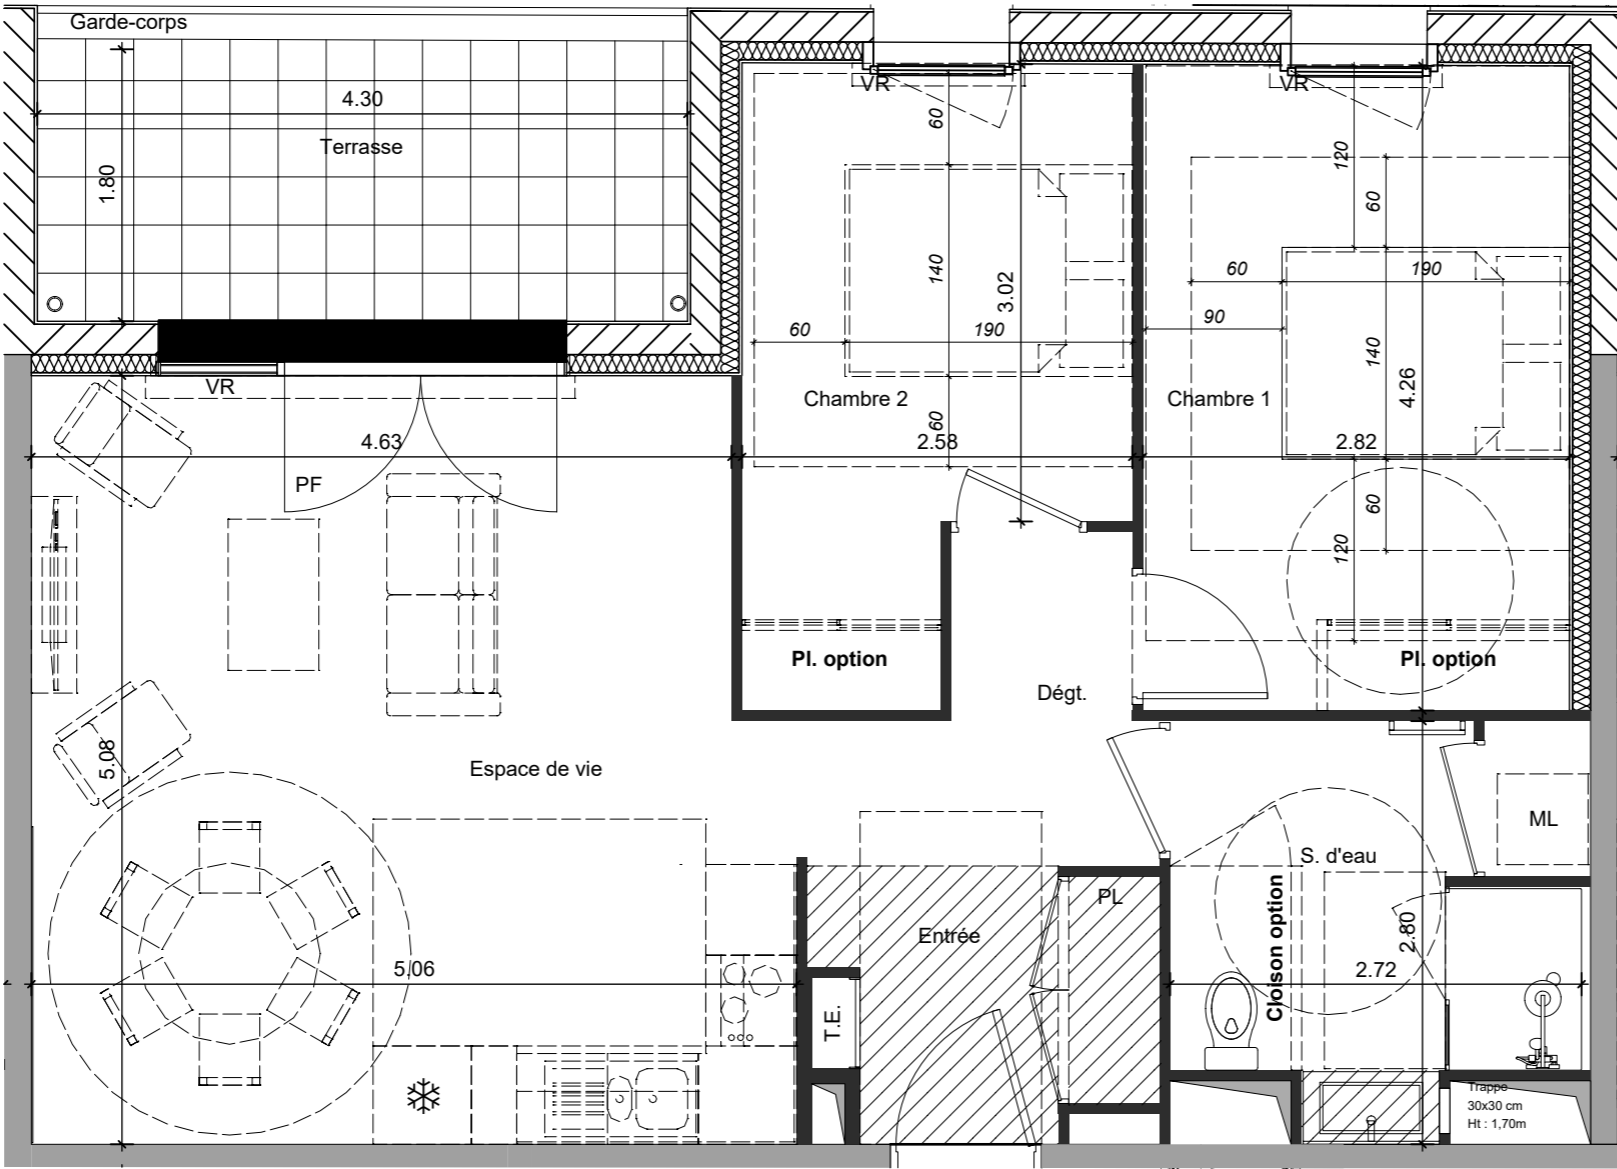 Garde-corps
4.30
Terrasse
1.80
VR
VR
60
120
60
140
3.02
60
190
60
190
90
140
4.26
Chambre 2
Chambre 1
VR
60
4.63
2.58
2.82
PF
60
120
Pl. option
Pl. option
Dégt.
5.08
Espace de vie
ML
S. d'eau
PL
Cloison option
Entrée
2.80
5.06
2.72
T.E.
Trappe
30x30 cm
Ht : 1,70m